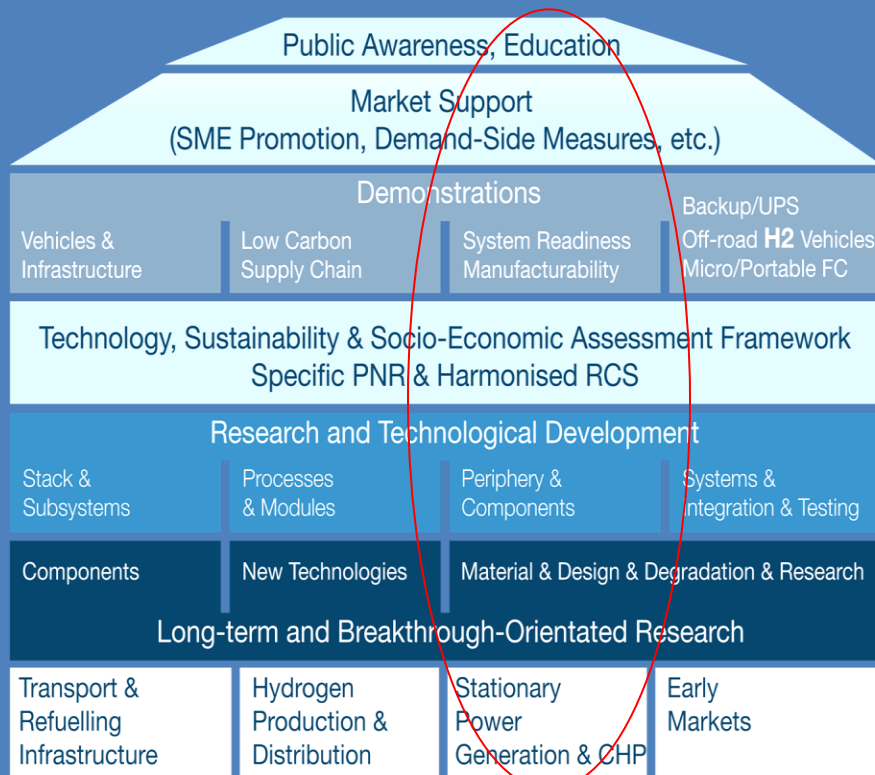 Public Awareness, Education
Market Support
(SME Promotion, Demand-Side Measures, etc.)
Demonstrations
Vehicles &
Infrastructure
Low Carbon
Supply Chain
System Readiness
Manufacturability
Backup/UPS
Off-road H2 Vehicles
Micro/Portable FC
Technology, Sustainability & Socio-Economic Assessment Framework
Specific PNR & Harmonised RCS
Research and Technological Development
Stack &
Subsystems
Processes
& Modules
Periphery &
Components
Systems &
Integration & Testing
Components
New Technologies
Material & Design & Degradation & Research
Long-term and Breakthrough-Orientated Research
Transport &
Refuelling
Infrastructure
Hydrogen
Production &
Distribution
Stationary
Power
Generation & CHP
Early
Markets